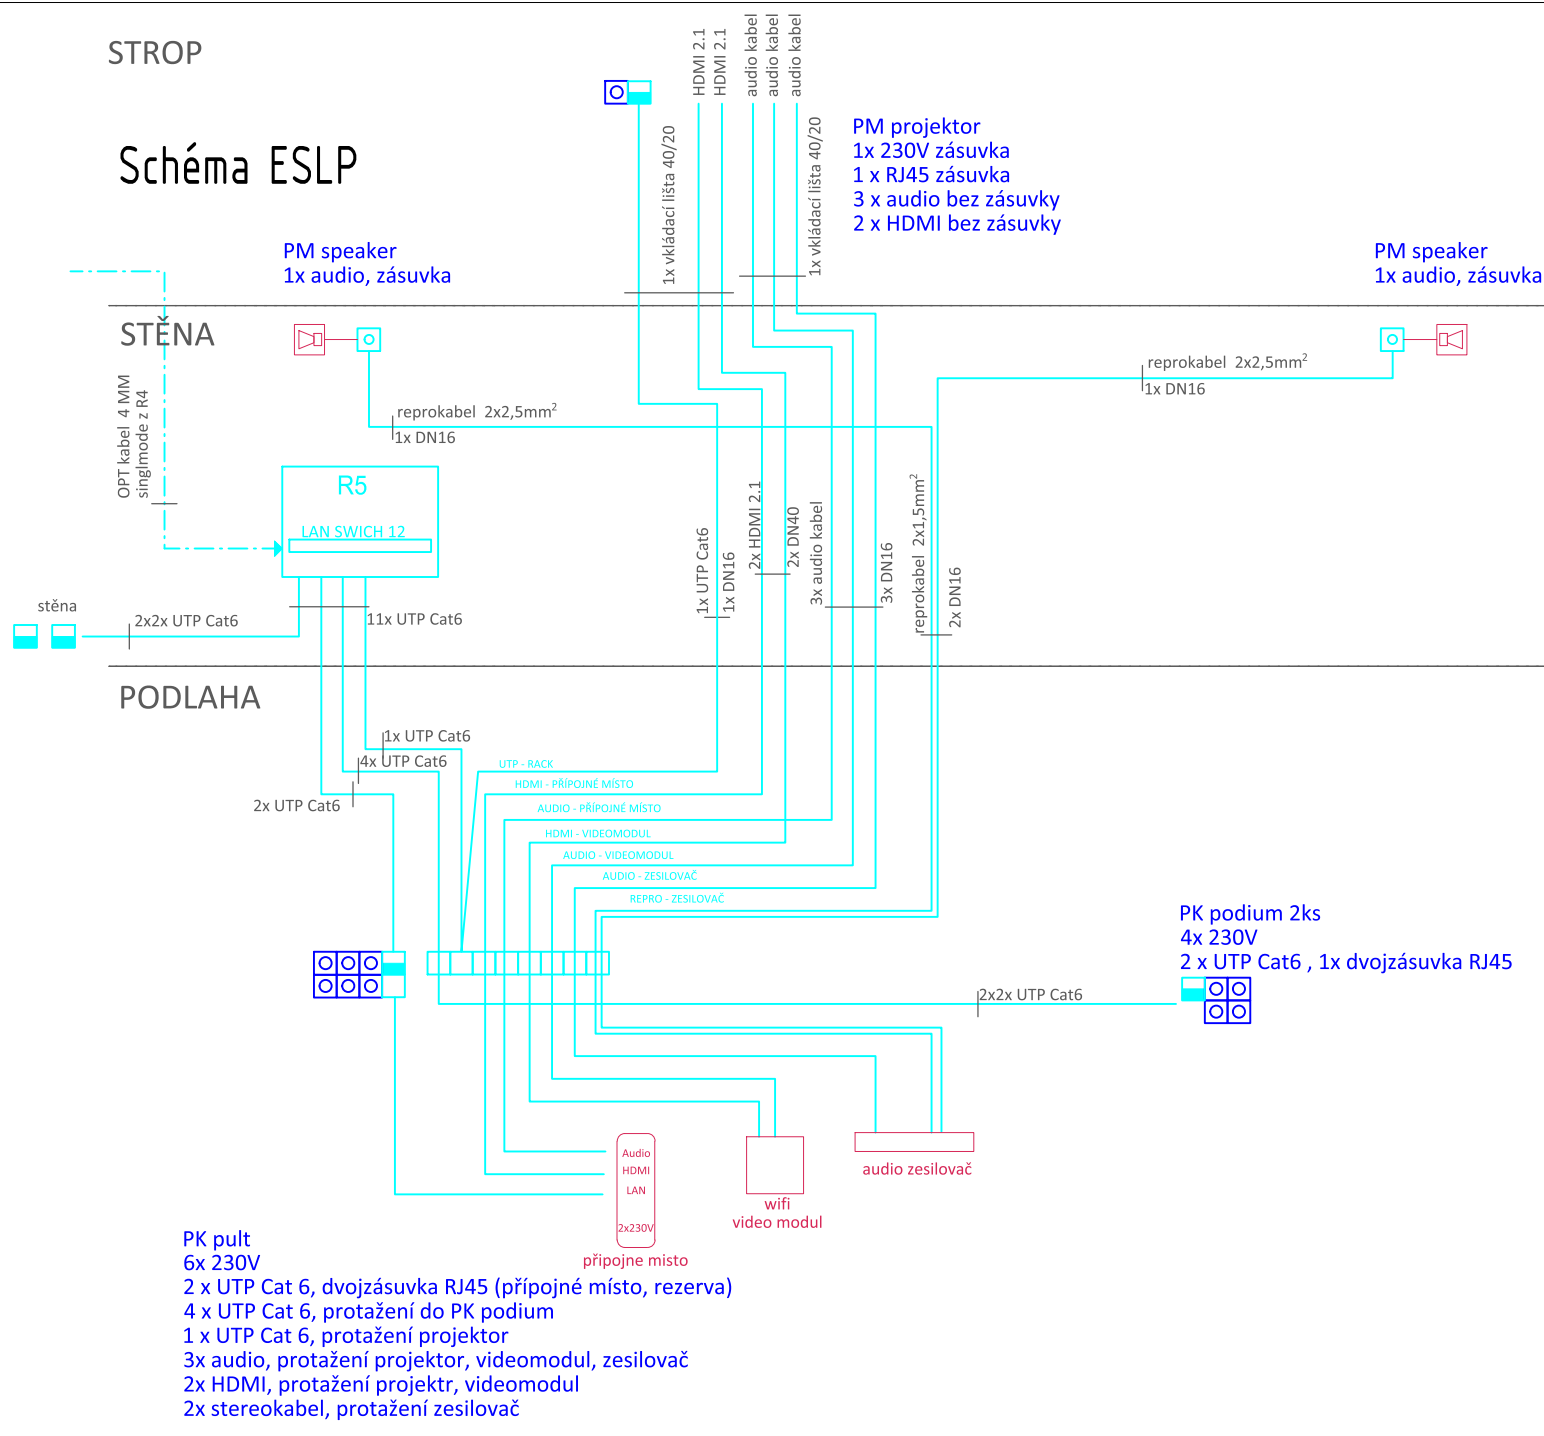 STROP
HDMI 2.1
HDMI 2.1
audio kabel
audio kabel
audio kabel
Schéma ESLP
1x vkládací lišta 40/20
1x vkládací lišta 40/20
PM projektor
1x 230V zásuvka
1 x RJ45 zásuvka
3 x audio bez zásuvky
2 x HDMI bez zásuvky
PM speaker
1x audio, zásuvka
PM speaker
1x audio, zásuvka
STĚNA
OPT kabel 4 MM
singlmode z R4
reprokabel 2x2,5mm²
1x DN16
reprokabel 2x2,5mm²
1x DN16
R5
LAN SWICH 12
1x UTP Cat6
1x DN16
2x HDMI 2.1
2x DN40
3x audio kabel
3x DN16
reprokabel 2x1,5mm²
2x DN16
stěna
2x2x UTP Cat6
11x UTP Cat6
PODLAHA
1x UTP Cat6
4x UTP Cat6
2x UTP Cat6
UTP - RACK
HDMI - PŘÍPOJNÉ MÍSTO
AUDIO - PŘÍPOJNÉ MÍSTO
HDMI - VIDEOMODUL
AUDIO - VIDEOMODUL
AUDIO - ZESILOVAČ
REPRO - ZESILOVAČ
PK podium 2ks
4x 230V
2 x UTP Cat6 , 1x dvojzásuvka RJ45
2x2x UTP Cat6
Audio
HDMI
LAN
2x230V
připojne misto
wifi
video modul
audio zesilovač
PK pult
6x 230V
2 x UTP Cat 6, dvojzásuvka RJ45 (přípojné místo, rezerva)
4 x UTP Cat 6, protažení do PK podium
1 x UTP Cat 6, protažení projektor
3x audio, protažení projektor, videomodul, zesilovač
2x HDMI, protažení projektr, videomodul
2x stereokabel, protažení zesilovač